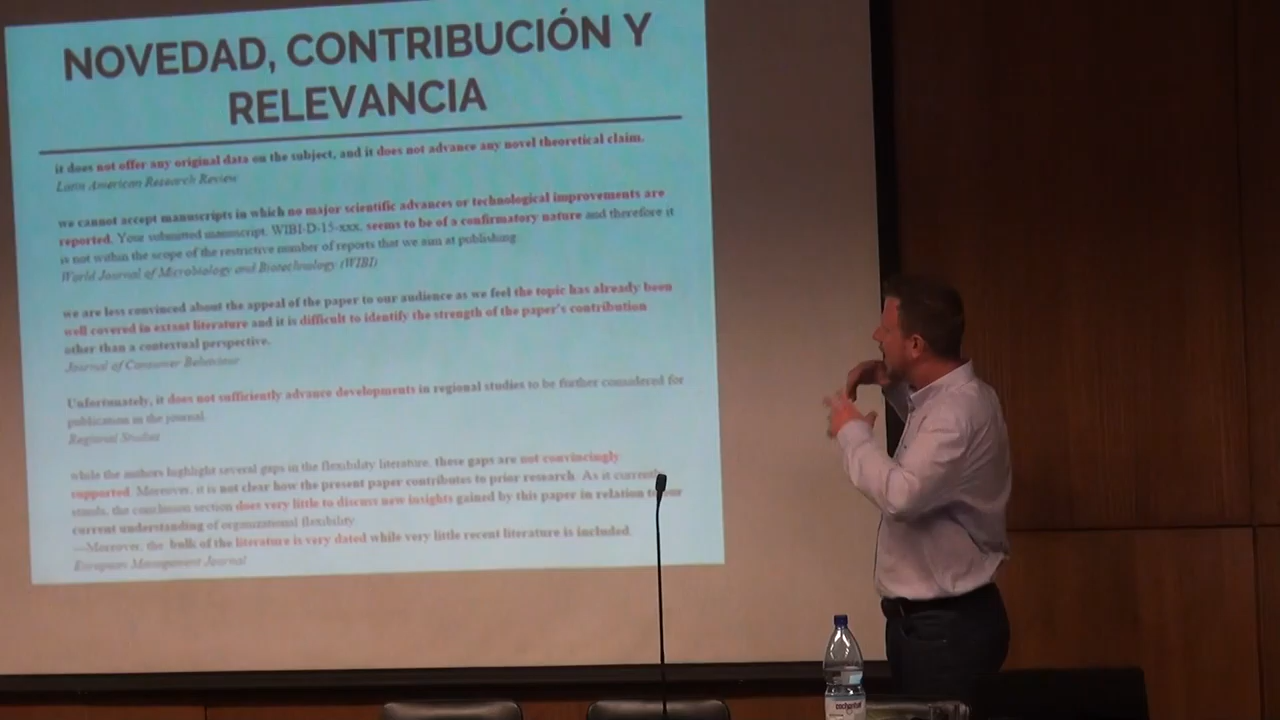 NOVEDAD, CONTRIBUCIÓN Y
RELEVANCIA
it does not offer any original data on the subject, and it does not advance any novel theoretical claim.
Latin American Research Review
we cannot accept manuscripts in which no major scientific advances or technological improvements are
reported. Your submitted manuscript, WIBI-D-15-xxx, seems to be of a confirmatory nature and therefore it
is not within the scope of the restrictive number of reports that we aim at publishing.
World Journal of Microbiology and Biotechnology (WIBI)
we are less convinced about the appeal of the paper to our audience as we feel the topic has already been
well covered in extant literature and it is difficult to identify the strength of the paper's contribution
other than a contextual perspective.
Journal of Consumer Behaviour
Unfortunately, it does not sufficiently advance developments in regional studies to be further considered for
publication in the journal.
Regional Studies
while the authors highlight several gaps in the flexibility literature, these gaps are not convincingly
supported. Moreover, it is not clear how the present paper contributes to prior research. As it currently
stands, the conclusion section does very little to discuss new insights gained by this paper in relation to our
current understanding of organizational flexibility.
—Moreover, the bulk of the literature is very dated while very little recent literature is included.
European Management Journal